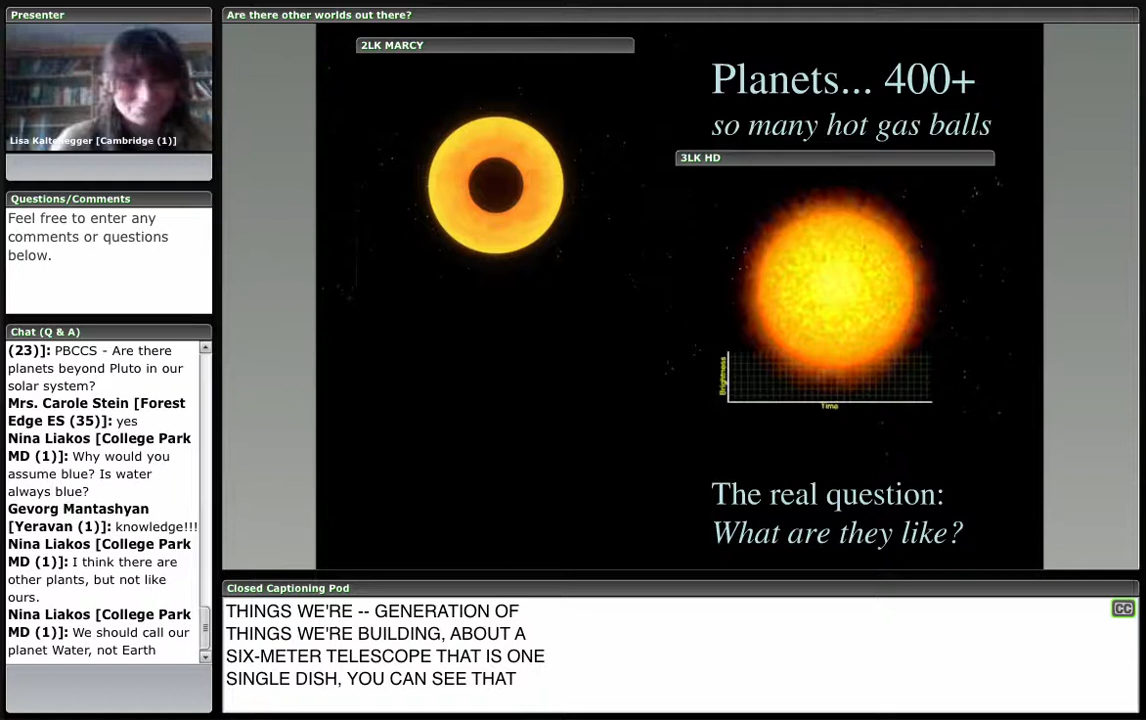 Presenter
Lisa Kaltenegger [Cambridge (1)]
Questions/Comments
Feel free to enter any
comments or questions
below.
Chat (Q & A)
(23)]: PBCCS - Are there
planets beyond Pluto in our
solar system?
Mrs. Carole Stein [Forest
Edge ES (35)]: yes
Nina Liakos [College Park
MD (1)]: Why would you
assume blue? Is water
always blue?
Gevorg Mantashyan
[Yeravan (1)]: knowledge!!!
Nina Liakos [College Park
MD (1)]: I think there are
other plants, but not like
ours.
Nina Liakos [College Park
MD (1)]: We should call our
planet Water, not Earth
Are there other worlds out there?
2LK MARCY
Planets... 400+
so many hot gas balls
3LK HD
Brightness
Time
The real question:
What are they like?
Closed Captioning Pod
THINGS WE'RE -- GENERATION OF
THINGS WE'RE BUILDING, ABOUT A
SIX-METER TELESCOPE THAT IS ONE
SINGLE DISH, YOU CAN SEE THAT
CC